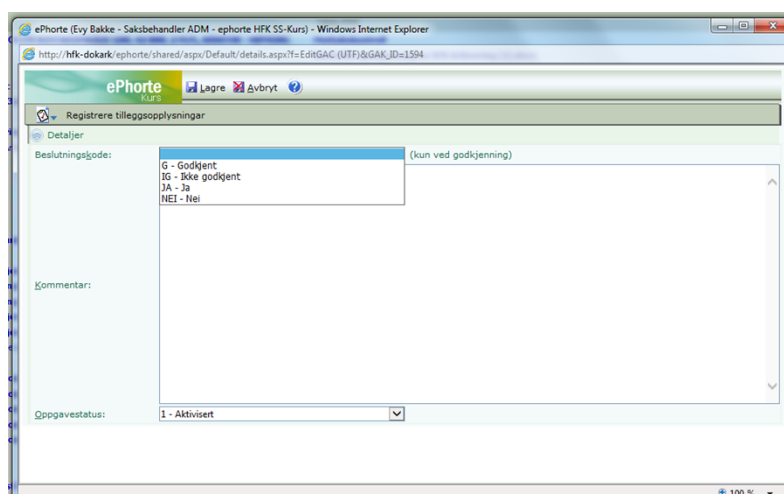 ePhorte (Evy Bakke - Saksbehandler ADM - ephorte HFK SS-Kurs) - Windows Internet Explorer
http://hfk-dokark/ephorte/shared/aspx/Default/details.aspx?f=EditGAC (UTF)&GAK_ID=1594
ePhorte Lagre Avbryt
Kurs
Registrere tilleggsopplysningar
Detaljer
Beslutningskode: (kun ved godkjenning)
G - Godkjent
IG - Ikke godkjent
JA - Ja
NEI - Nei
Kommentar:
Oppgavestatus: 1 - Aktivisert
100 %